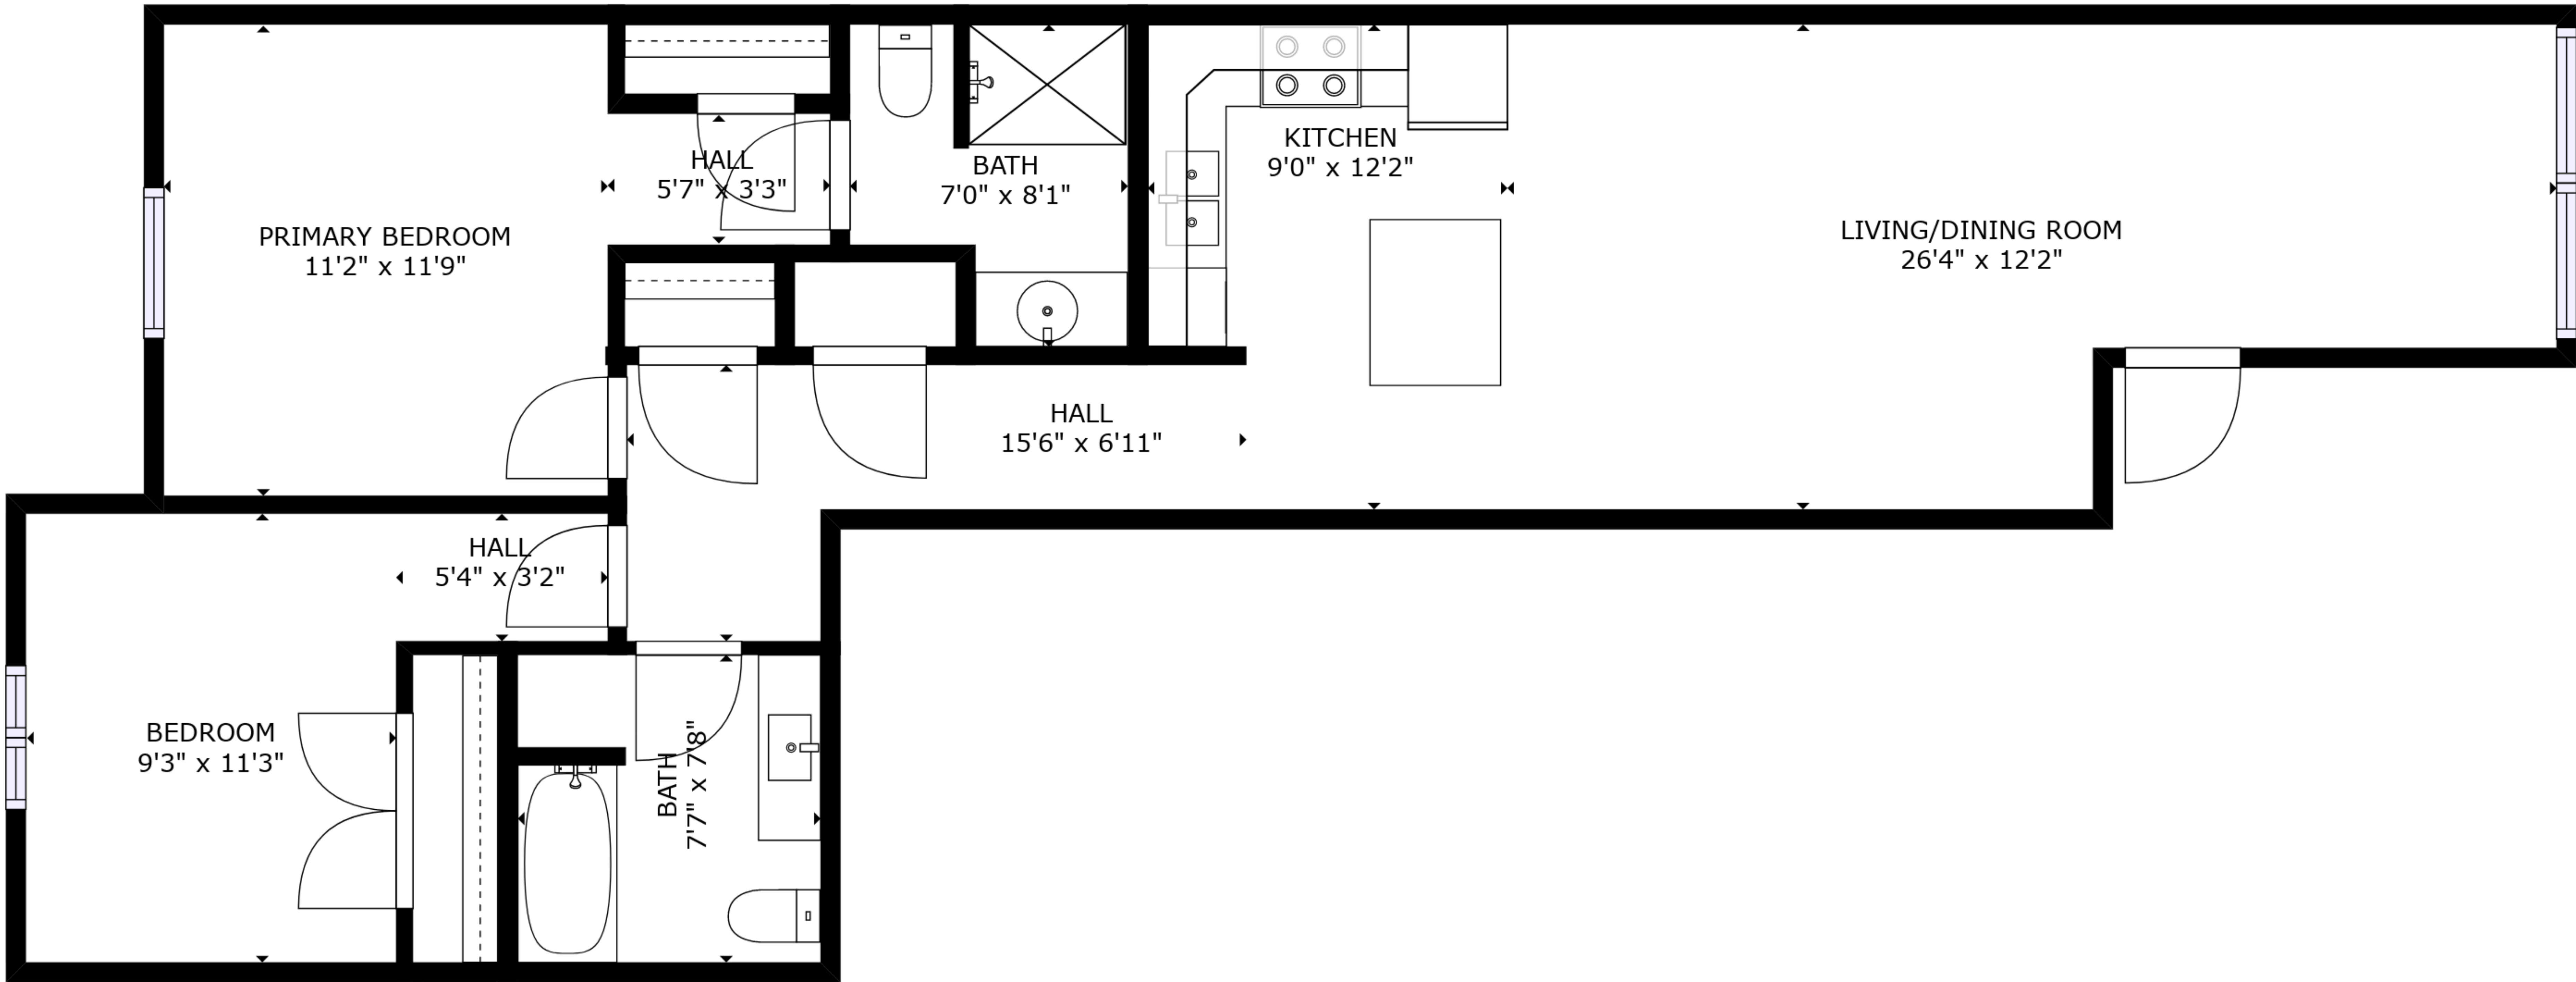 KITCHEN
9'0" x 12'2"
HALL
5'7" x 3'3"
BATH
7'0" x 8'1"
PRIMARY BEDROOM
11'2" x 11'9"
LIVING/DINING ROOM
26'4" x 12'2"
HALL
15'6" x 6'11"
HALL
5'4" x 3'2"
BEDROOM
9'3" x 11'3"
BATH
7'7" x 7'8"